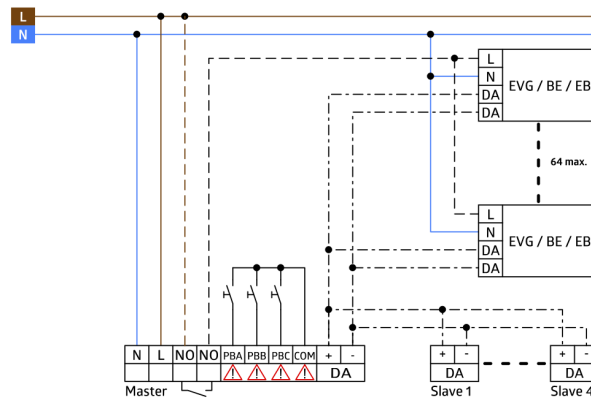 L
N
L
N
DA
DA
EVG / BE / EB
64 max.
L
N
DA
DA
EVG / BE / EB
N L NO NO PBA PBB PBC COM + -
DA
Master
+ -
DA
Slave 1
+ -
DA
Slave 4